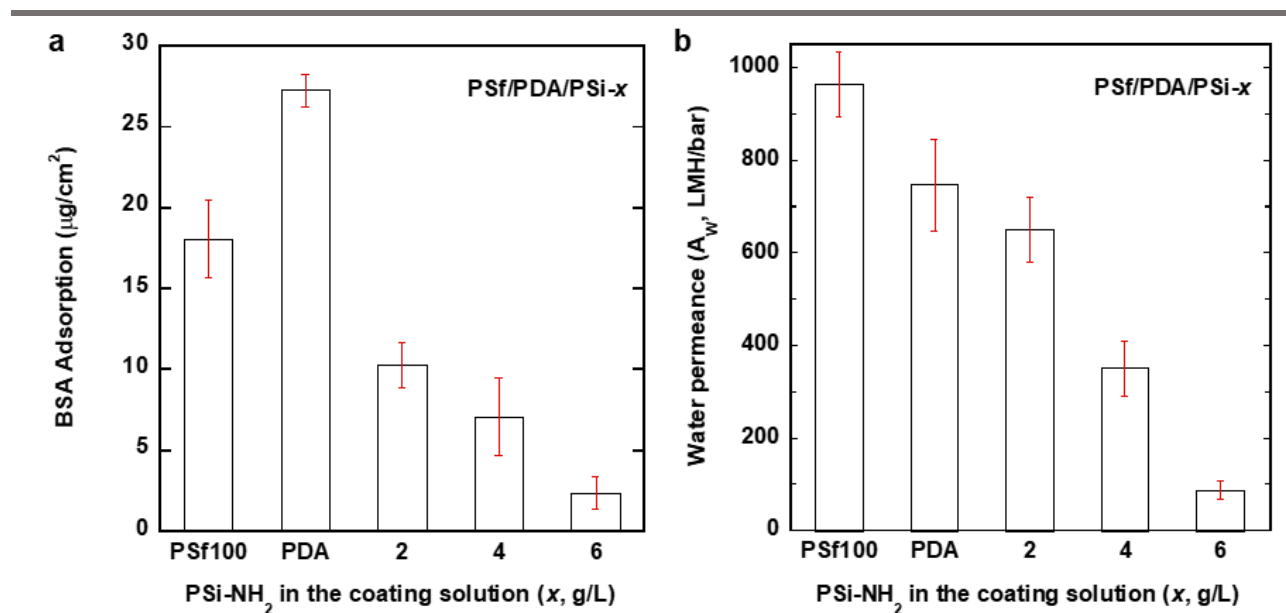 a
30
25
20
15
10
5
0
BSA Adsorption (μg/cm²)
PSf/PDA/PSi-x
PSf100 PDA 2 4 6
PSi-NH₂ in the coating solution (x, g/L)
b
1000
800
600
400
200
0
Water permeance (A_W, LMH/bar)
PSf/PDA/PSi-x
PSf100 PDA 2 4 6
PSi-NH₂ in the coating solution (x, g/L)